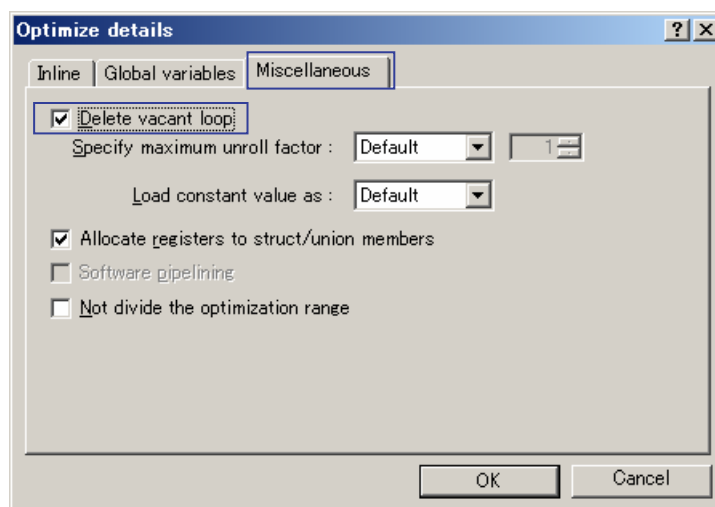 Optimize details
Inline Global variables Miscellaneous
Delete vacant loop
Specify maximum unroll factor : Default 1
Load constant value as : Default
Allocate registers to struct/union members
Software pipelining
Not divide the optimization range
OK Cancel